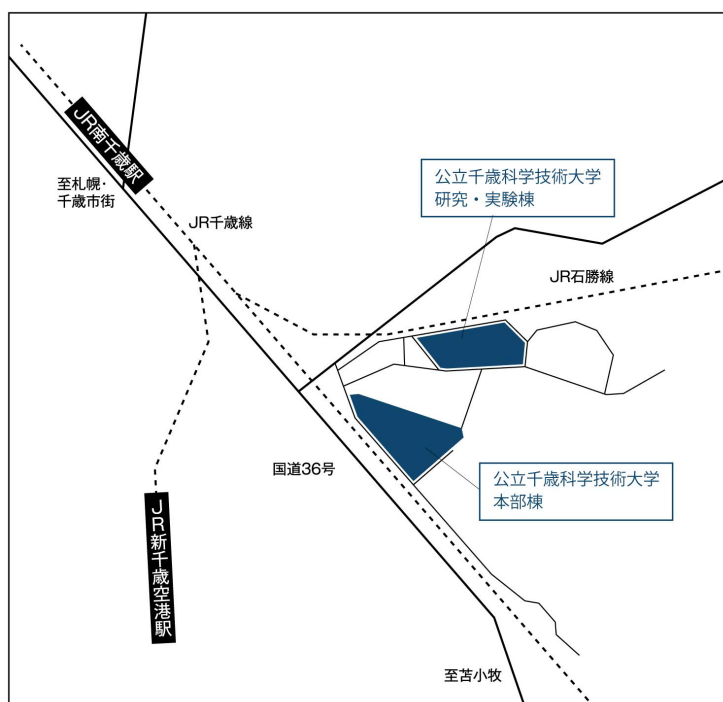 JR南千歳駅
至札幌・
千歳市街
JR千歳線
公立千歳科学技術大学
研究・実験棟
JR石勝線
国道36号
公立千歳科学技術大学
本部棟
JR新千歳空港駅
至苫小牧